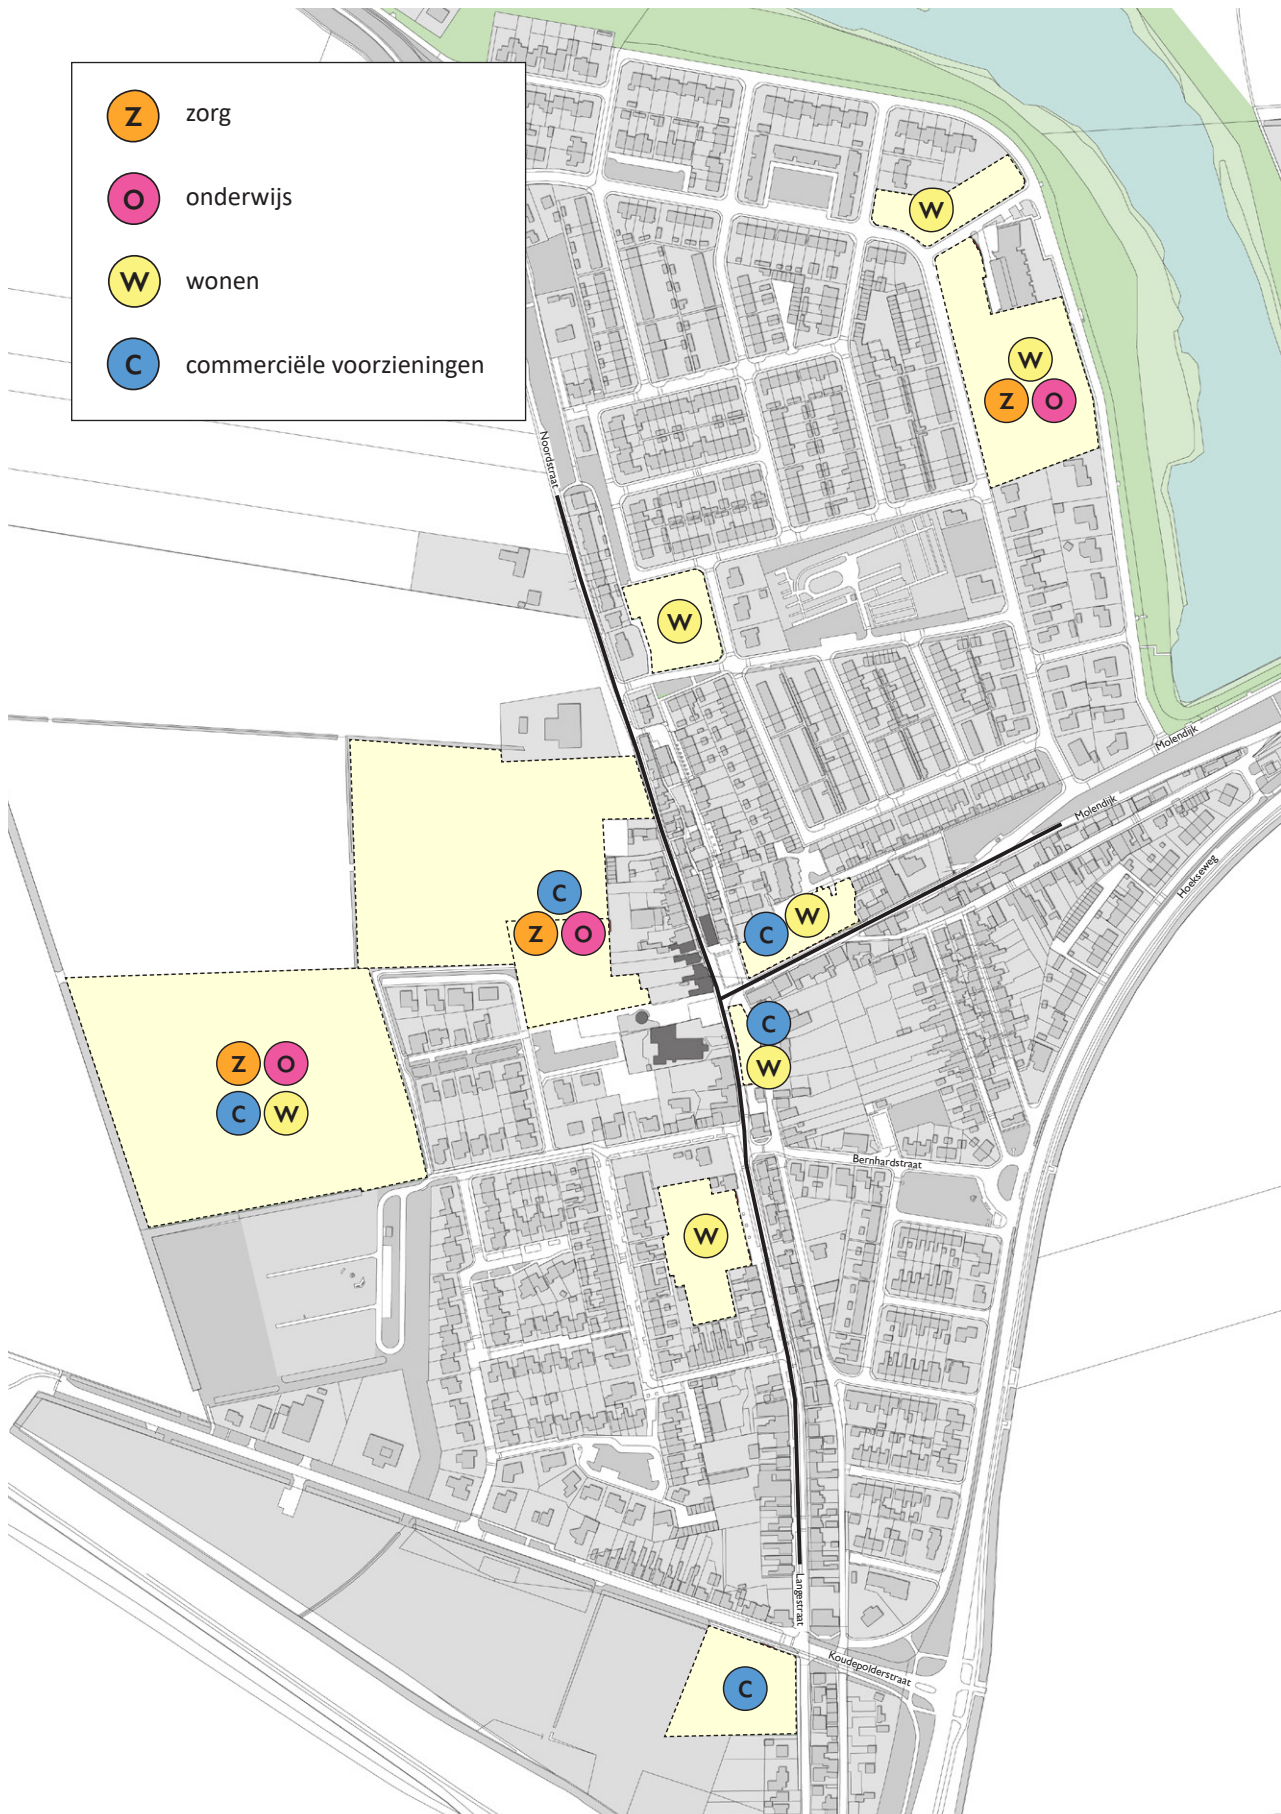 Z zorg
O onderwijs
W wonen
C commerciële voorzieningen
W
W
Z O
Noordstraat
W
Molendijk
Molendijk
Hoekseweg
C
Z O
W
C
C
W
Z O
C W
Bernhardstraat
W
Langestraat
Koudepolderstraat
C